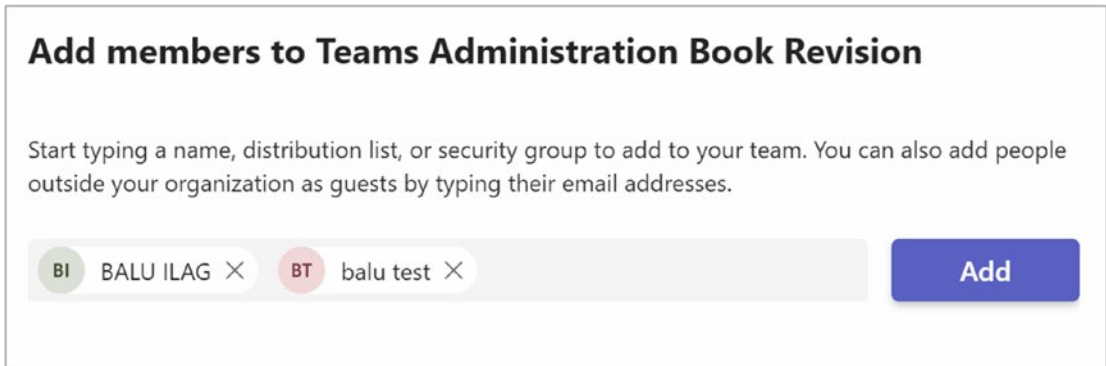 Add members to Teams Administration Book Revision
Start typing a name, distribution list, or security group to add to your team. You can also add people
outside your organization as guests by typing their email addresses.
BI BALU ILAG BT balu test Add